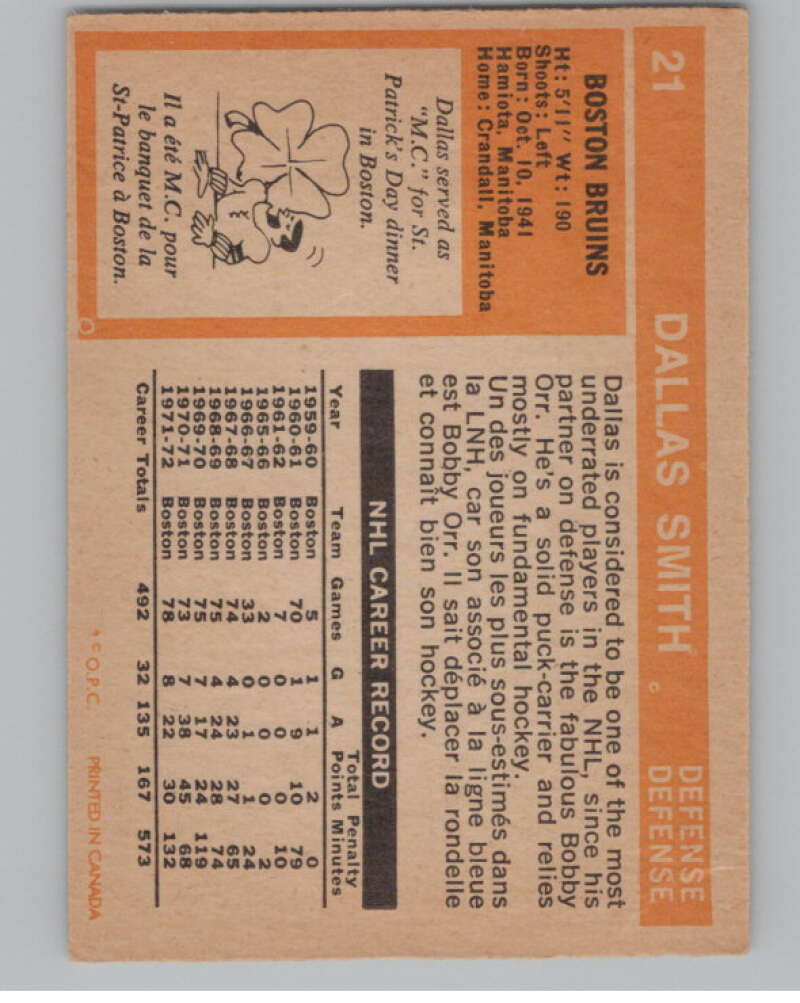 21 DALLAS SMITH DEFENSE
DEFENSE
BOSTON BRUINS
Ht: 5'11" Wt: 190
Shoots: Left
Born: Oct. 10, 1941
Hamiota, Manitoba
Home: Crandall, Manitoba
Dallas served as
"M.C." for St.
Patrick's Day dinner
in Boston.
Il a été M.C. pour
le banquet de la
St-Patrice à Boston.
Dallas is considered to be one of the most
underrated players in the NHL, since his
partner on defense is the fabulous Bobby
Orr. He's a solid puck-carrier and relies
mostly on fundamental hockey.
Un des joueurs les plus sous-estimés dans
la LNH, car son associé à la ligne bleue
est Bobby Orr. Il sait déplacer la rondelle
et connaît bien son hockey.
NHL CAREER RECORD
Total Penalty
Year Team Games G A Points Minutes
1959-60 Boston 5 1 1 2 0
1960-61 Boston 70 1 9 10 79
1961-62 Boston 7 0 0 0 10
1965-66 Boston 2 0 0 0 2
1966-67 Boston 33 0 1 1 24
1967-68 Boston 74 4 23 27 65
1968-69 Boston 75 4 24 28 74
1969-70 Boston 75 7 17 24 119
1970-71 Boston 73 7 38 45 68
1971-72 Boston 78 8 22 30 132
Career Totals 492 32 135 167 573
* © O.P.C. PRINTED IN CANADA